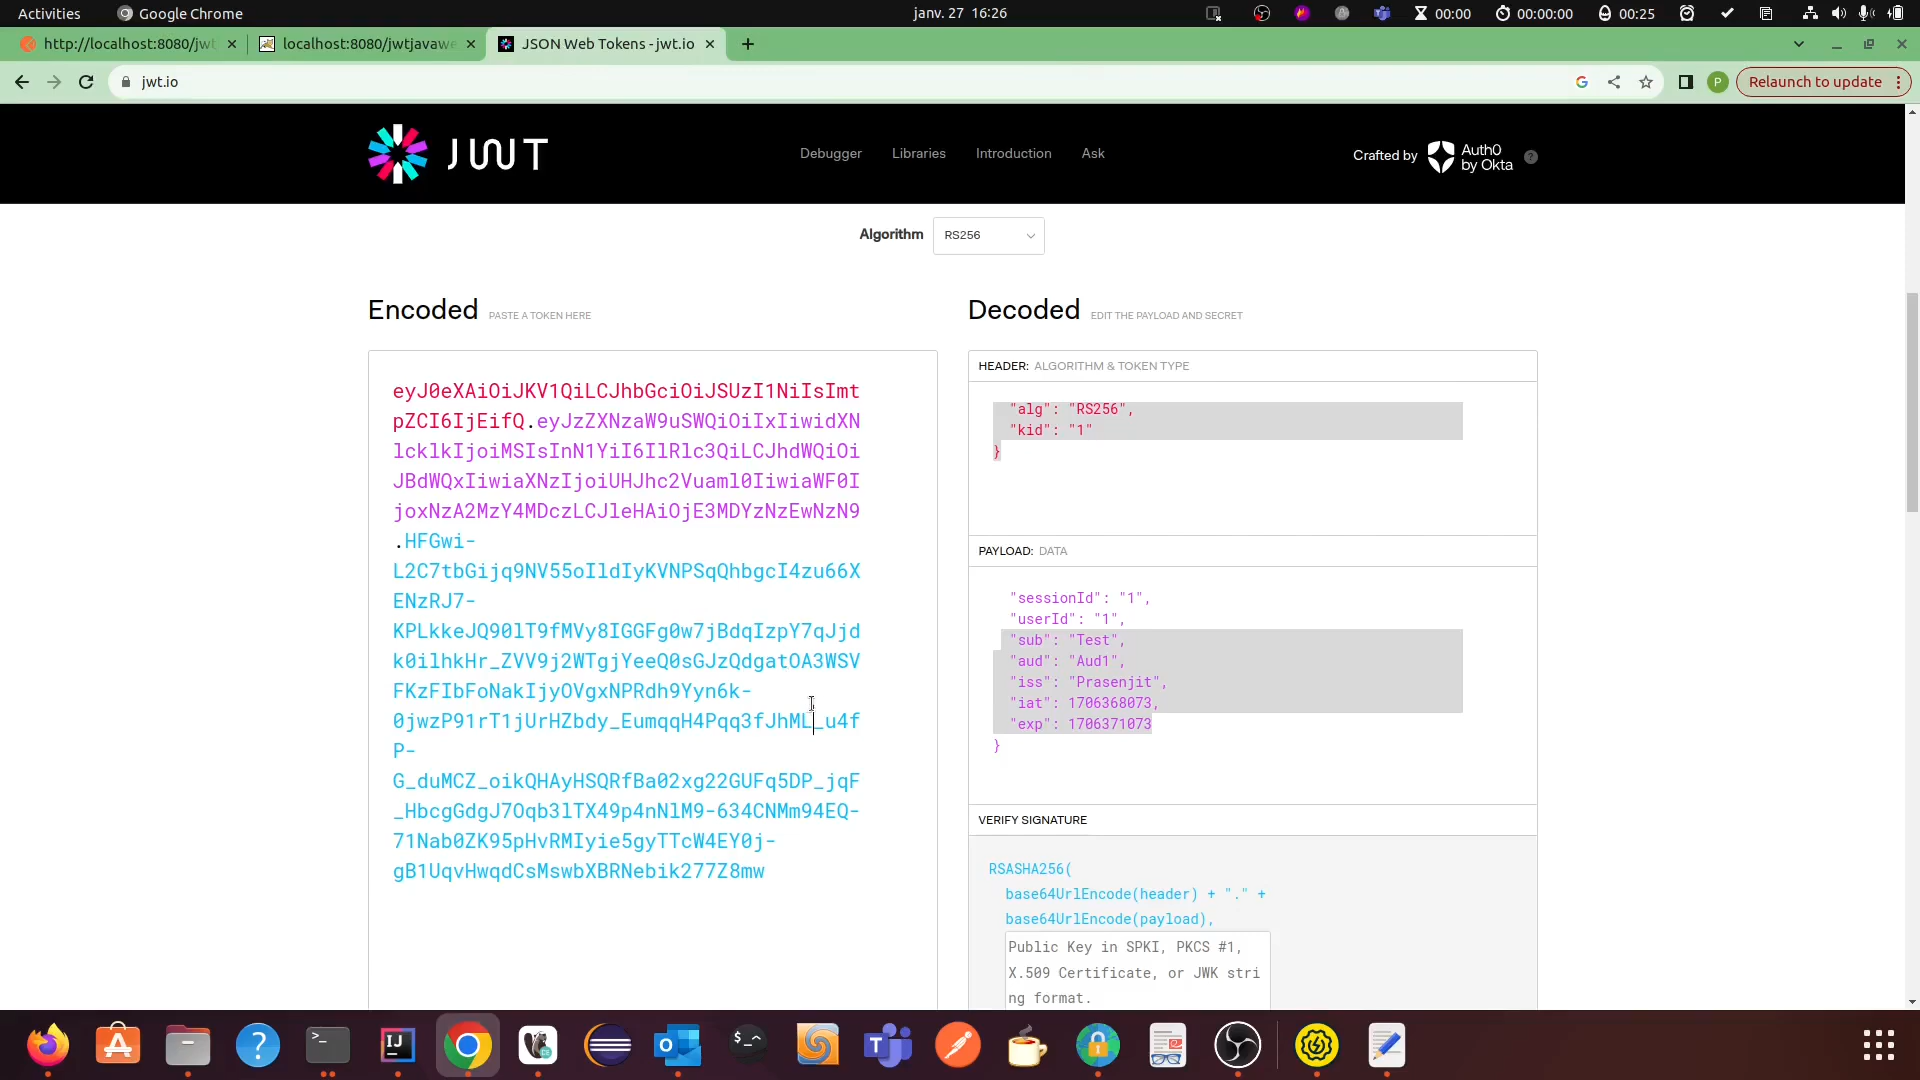 Activities
Google Chrome
janv. 27 16:26
00:00
00:00:00
00:25
http://localhost:8080/jwt
localhost:8080/jwtjavawe
JSON Web Tokens - jwt.io
jwt.io
P
Relaunch to update
JWT
Debugger
Libraries
Introduction
Ask
Crafted by
Auth0
by Okta
Algorithm
RS256
Encoded
PASTE A TOKEN HERE
Decoded
EDIT THE PAYLOAD AND SECRET
eyJ0eXAiOiJKV1QiLCJhbGciOiJSUzI1NiIsImt
pZCI6IjEifQ.eyJzZXNzaW9uSWQiOiIxIiwidXN
lcklkIjoiMSIsInN1YiI6IlRlc3QiLCJhdWQiOi
JBdWQxIiwiaXNzIjoiUHJhc2Vuaml0IiwiaWF0I
joxNzA2MzY4MDczLCJleHAiOjE3MDYzNzEwNzN9
.HFGwi-
L2C7tbGijq9NV55oIldIyKVNPSqQhbgcI4zu66X
ENzRJ7-
KPLkkeJQ90lT9fMVy8IGGFg0w7jBdqIzpY7qJjd
k0ilhkHr_ZVV9j2WTgjYeeQ0sGJzQdgatOA3WSV
FKzFIbFoNakIjyOVgxNPRdh9Yyn6k-
0jwzP91rT1jUrHZbdy_EumqqH4Pqq3fJhML_u4f
P-
G_duMCZ_oikQHAyHSQRfBa02xg22GUFq5DP_jqF
_HbcgGdgJ7Oqb3lTX49p4nNlM9-634CNMm94EQ-
71Nab0ZK95pHvRMIyie5gyTTcW4EY0j-
gB1UqvHwqdCsMswbXBRNebik277Z8mw
HEADER: ALGORITHM & TOKEN TYPE
"alg": "RS256",
"kid": "1"
}
PAYLOAD: DATA
"sessionId": "1",
"userId": "1",
"sub": "Test",
"aud": "Aud1",
"iss": "Prasenjit",
"iat": 1706368073,
"exp": 1706371073
}
VERIFY SIGNATURE
RSASHA256(
base64UrlEncode(header) + "." +
base64UrlEncode(payload),
Public Key in SPKI, PKCS #1,
X.509 Certificate, or JWK stri
ng format.